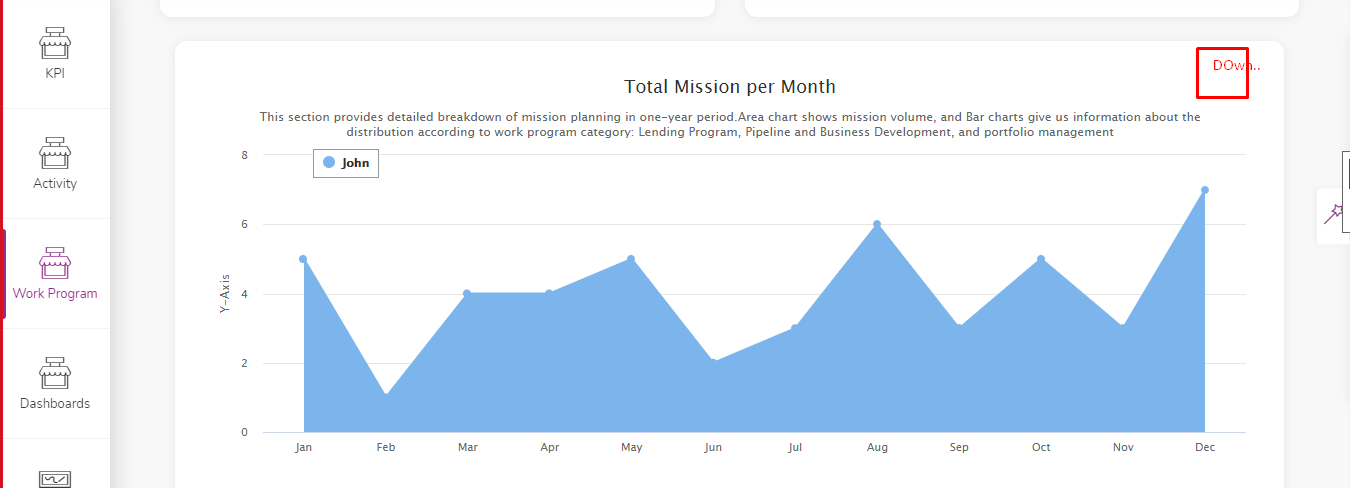 KPI
Activity
Work Program
Dashboards
DOwn..
Total Mission per Month
This section provides detailed breakdown of mission planning in one-year period.Area chart shows mission volume, and Bar charts give us information about the
distribution according to work program category: Lending Program, Pipeline and Business Development, and portfolio management
John
Y-Axis
8
6
4
2
0
Jan Feb Mar Apr May Jun Jul Aug Sep Oct Nov Dec